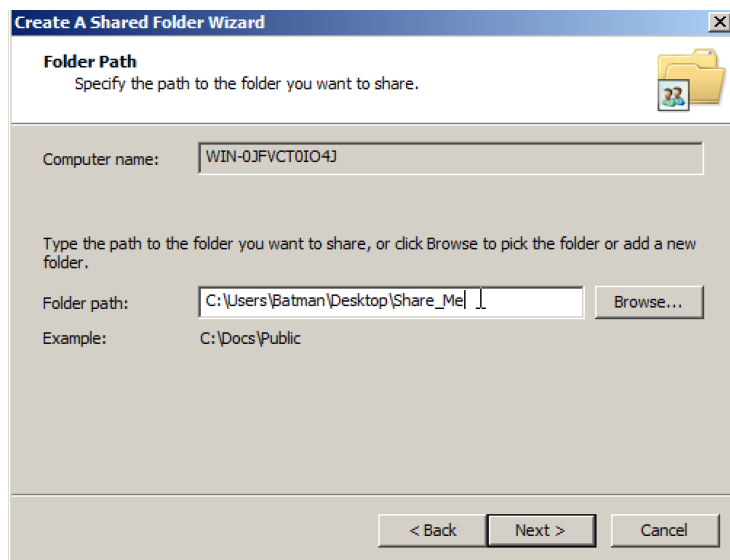 Create A Shared Folder Wizard
Folder Path
Specify the path to the folder you want to share.
Computer name:
WIN-0JFVCT0IO4J
Type the path to the folder you want to share, or click Browse to pick the folder or add a new
folder.
Folder path:
C:\Users\Batman\Desktop\Share_Me
Browse...
Example:
C:\Docs\Public
< Back
Next >
Cancel